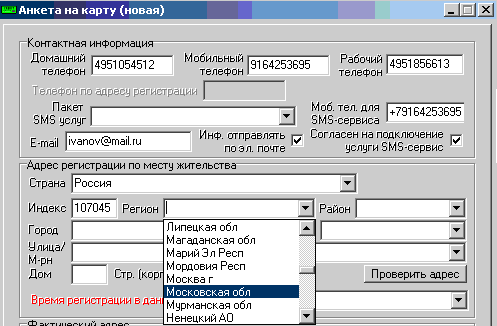 Анкета на карту (новая)
Контактная информация
Домашний телефон 4951054512 Мобильный телефон 9164253695 Рабочий телефон 4951856613
Телефон по адресу регистрации
Пакет SMS услуг Моб. тел. для SMS-сервиса +79164253695
E-mail ivanov@mail.ru Инф. отправлять по эл. почте Согласен на подключение услуги SMS-сервис
Адрес регистрации по месту жительства
Страна Россия
Индекс 107045 Регион Район
Город
Улица/М-рн
Дом Стр. (кор Проверить адрес
Липецкая обл
Магаданская обл
Марий Эл Респ
Мордовия Респ
Москва г
Московская обл
Мурманская обл
Ненецкий АО
Время регистрации в дан
Фактический адрес